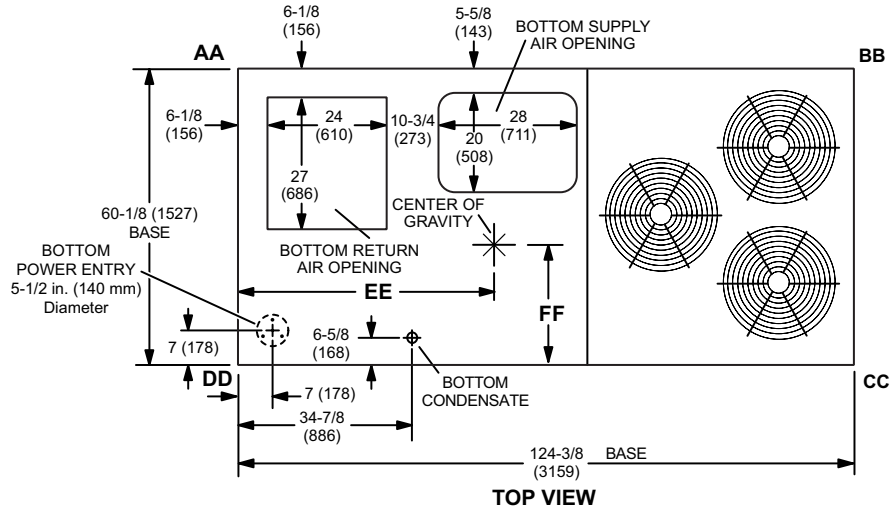 6-1/8
(156)
5-5/8
(143)
BOTTOM SUPPLY
AIR OPENING
AA
BB
6-1/8
(156)
24
(610)
10-3/4
(273)
28
(711)
20
(508)
27
(686)
CENTER OF
GRAVITY
60-1/8 (1527)
BASE
BOTTOM RETURN
AIR OPENING
BOTTOM
POWER ENTRY
5-1/2 in. (140 mm)
Diameter
EE
FF
6-5/8
(168)
7 (178)
DD
7 (178)
BOTTOM
CONDENSATE
CC
34-7/8
(886)
124-3/8 BASE
(3159)
TOP VIEW